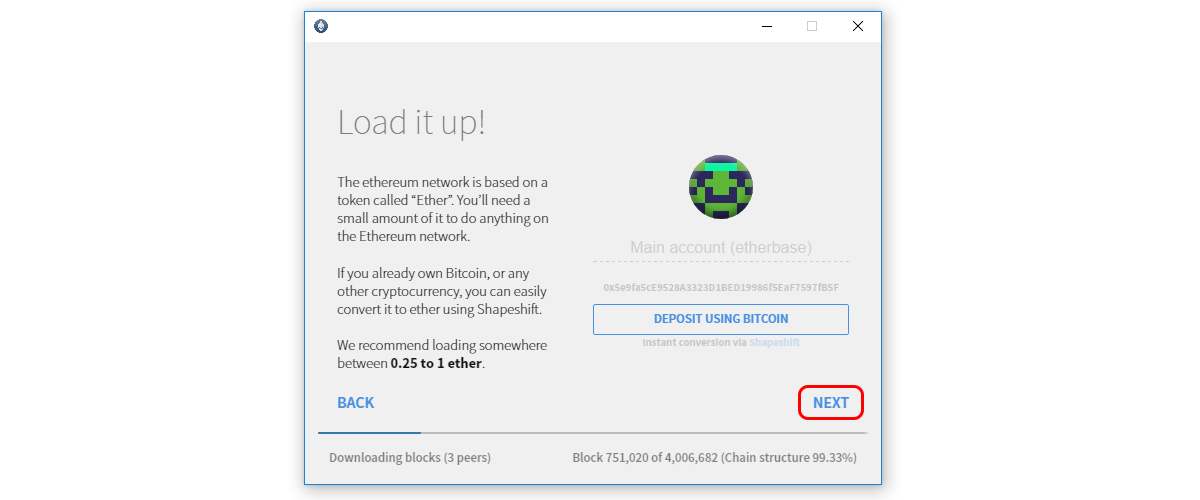 Load it up!
The ethereum network is based on a
token called “Ether”. You’ll need a
small amount of it to do anything on
the Ethereum network.
If you already own Bitcoin, or any
other cryptocurrency, you can easily
convert it to ether using Shapeshift.
We recommend loading somewhere
between 0.25 to 1 ether.
Main account (etherbase)
0x5e9fa5cE9528A3323D1BED19986f5EaF7597fB5F
DEPOSIT USING BITCOIN
Instant conversion via Shapeshift
BACK
NEXT
Downloading blocks (3 peers)
Block 751,020 of 4,006,682 (Chain structure 99.33%)